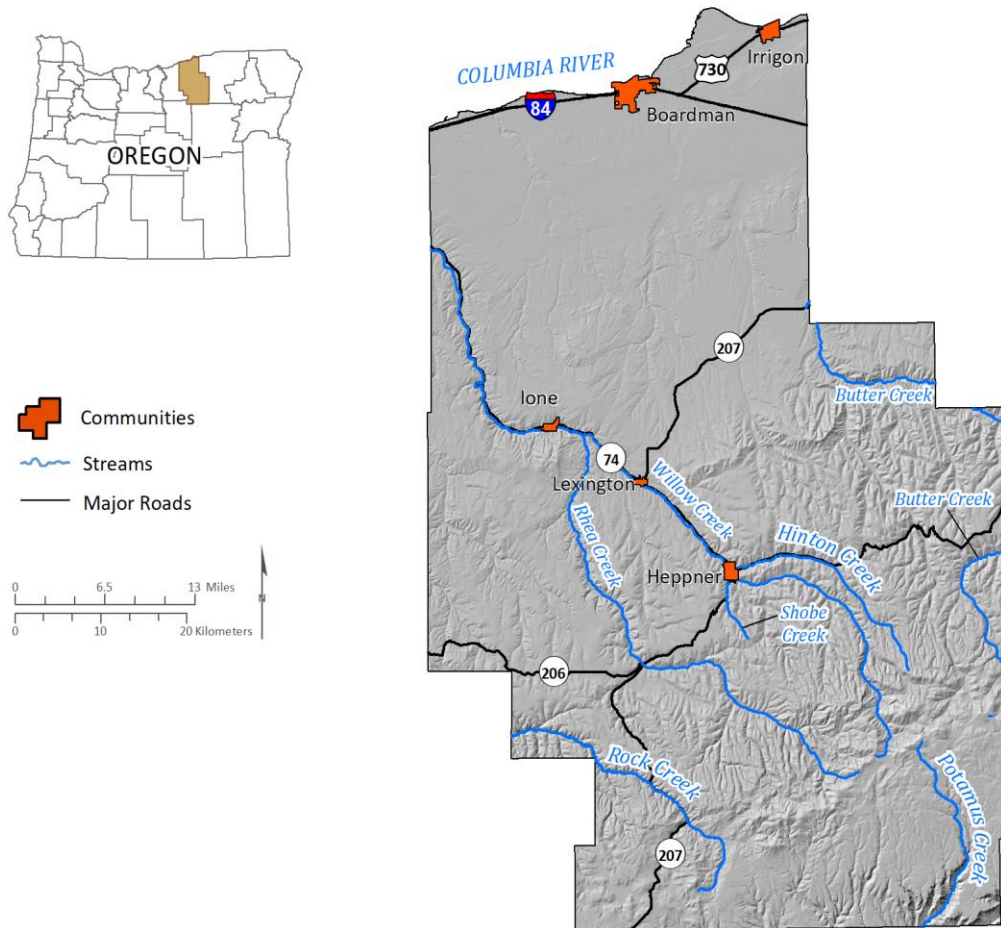 OREGON
Communities
Streams
Major Roads
0 6.5 13 Miles
0 10 20 Kilometers
N
COLUMBIA RIVER
84
730
Irrigon
Boardman
207
Ione
Butter Creek
74
Lexington
Willow Creek
Butter Creek
Rhea Creek
Hinton Creek
Heppner
Shobe
Creek
206
Rock Creek
Potamus Creek
207